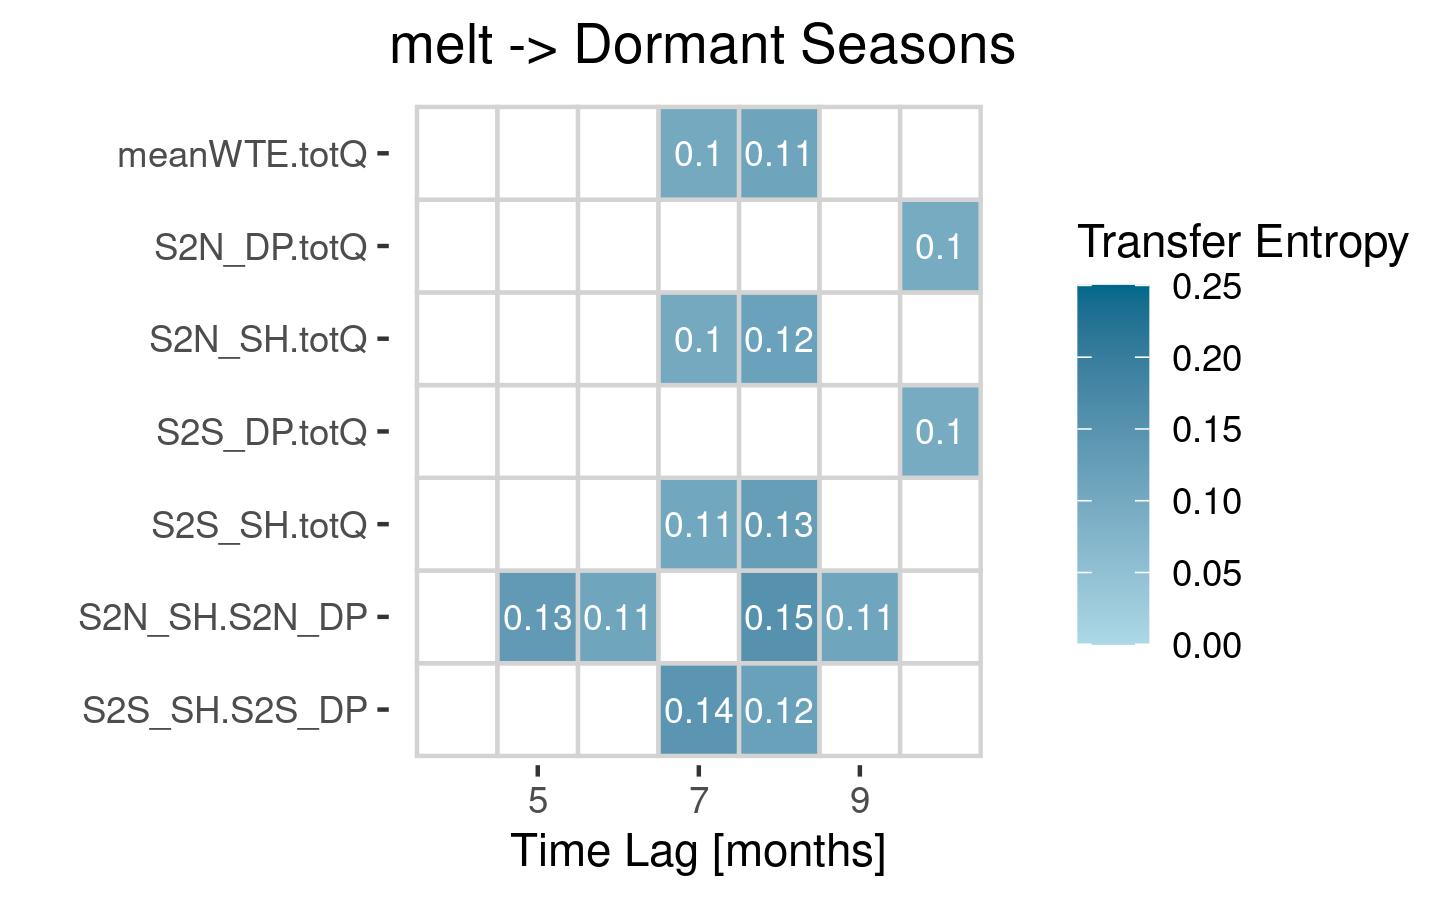 melt -> Dormant Seasons
meanWTE.totQ
0.1 0.11
S2N_DP.totQ
0.1
S2N_SH.totQ
0.1 0.12
S2S_DP.totQ
0.1
S2S_SH.totQ
0.11 0.13
S2N_SH.S2N_DP
0.13 0.11 0.15 0.11
S2S_SH.S2S_DP
0.14 0.12
5 7 9
Time Lag [months]
Transfer Entropy
0.25
0.20
0.15
0.10
0.05
0.00